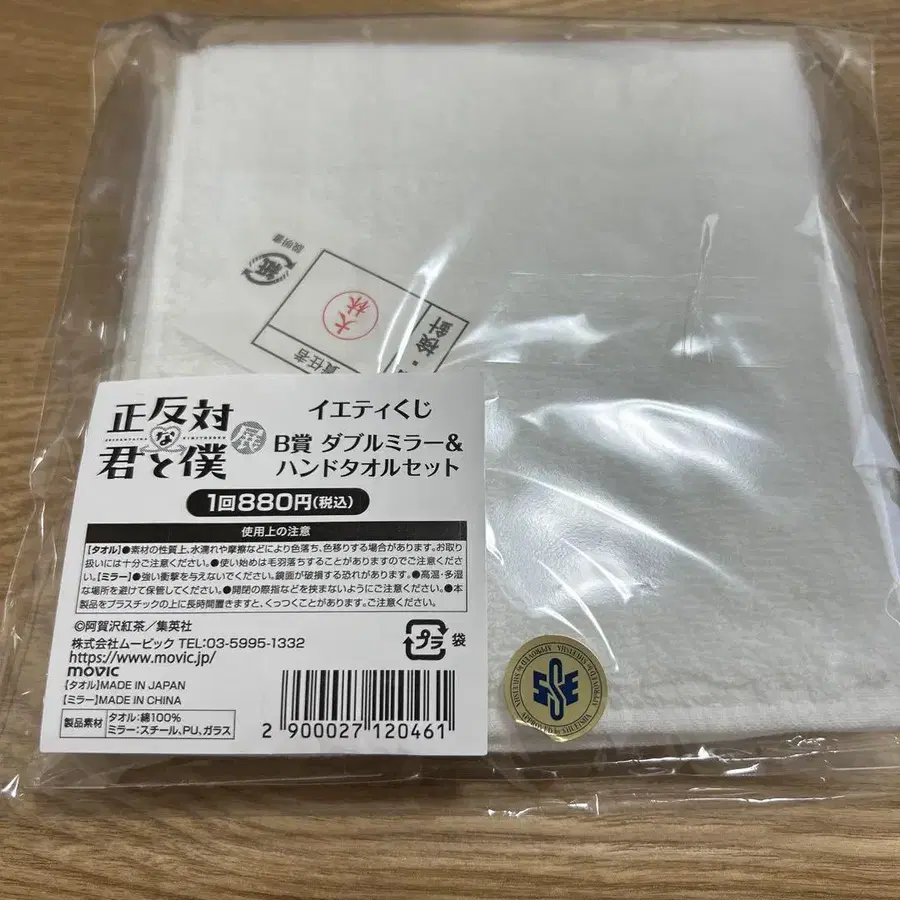 説明書
紙
大林
責任者
検針
正反対な
君と僕
展
イエティくじ
B賞 ダブルミラー&
ハンドタオルセット
1回880円(税込)
使用上の注意
【タオル】●素材の性質上、水濡れや摩擦などにより色落ち、色移りする場合があります。お取り
扱いには十分ご注意ください。●使い始めは毛羽落ちすることがありますのでご注意くださ
い。【ミラー】●強い衝撃を与えないでください。鏡面が破損する恐れがあります。●高温・多湿
な場所を避けて保管してください。●開閉の際指などを挟まないようにご注意ください。●本
製品をプラスチックの上に長時間置きますと、くっつくことがあります。ご注意ください。
©阿賀沢紅茶/集英社
株式会社ムービック TEL:03-5995-1332
https://www.movic.jp/
movic
プラ 袋
【タオル】MADE IN JAPAN
【ミラー】MADE IN CHINA
製品素材 タオル:綿100%
ミラー:スチール、PU、ガラス
2 900027 120461
SSE
APPROVED by SHUEISHA